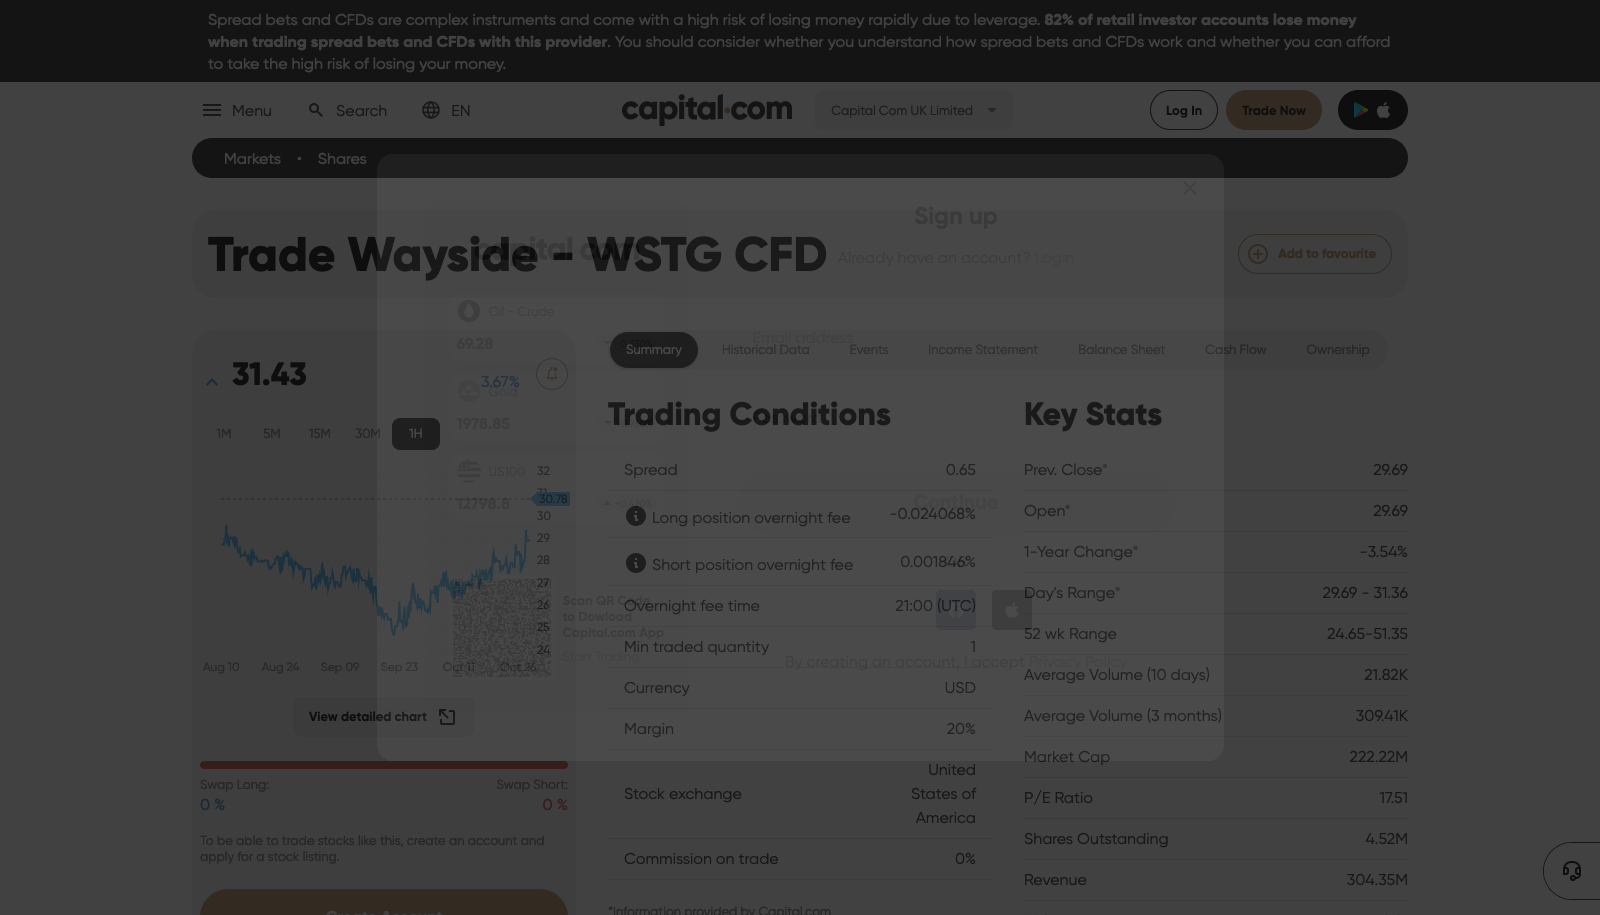 Spread bets and CFDs are complex instruments and come with a high risk of losing money rapidly due to leverage. 82% of retail investor accounts lose money
when trading spread bets and CFDs with this provider. You should consider whether you understand how spread bets and CFDs work and whether you can afford
to take the high risk of losing your money.
Menu
Search
EN
capital.com
Capital Com UK Limited
Log In
Trade Now
Markets • Shares
Sign up
capital.com
Trade Wayside - WSTG CFD
Already have an account? Login
Add to favourite
Oil - Crude
69.28
Email address
Summary
Historical Data
Events
Income Statement
Balance Sheet
Cash Flow
Ownership
31.43
3.67%
Gold
1978.85
1M
5M
15M
30M
1H
US100
12798.8
32
30.78
30
29
28
27
26
25
24
Aug 10
Aug 24
Sep 09
Sep 23
Oct 11
Oct 26
Scan QR Code
to Dowload
Capital.com App
Start Trading
View detailed chart
Swap Long:
0 %
Swap Short:
0 %
To be able to trade stocks like this, create an account and
apply for a stock listing.
Create Account
Trading Conditions
Spread 0.65
Continue
Long position overnight fee -0.024068%
Short position overnight fee 0.001846%
Overnight fee time 21:00 (UTC)
Min traded quantity 1
By creating an account, I accept Privacy Policy
Currency USD
Margin 20%
Stock exchange United
States of
America
Commission on trade 0%
*Information provided by Capital.com
Key Stats
Prev. Close* 29.69
Open* 29.69
1-Year Change* -3.54%
Day's Range* 29.69 - 31.36
52 wk Range 24.65-51.35
Average Volume (10 days) 21.82K
Average Volume (3 months) 309.41K
Market Cap 222.22M
P/E Ratio 17.51
Shares Outstanding 4.52M
Revenue 304.35M